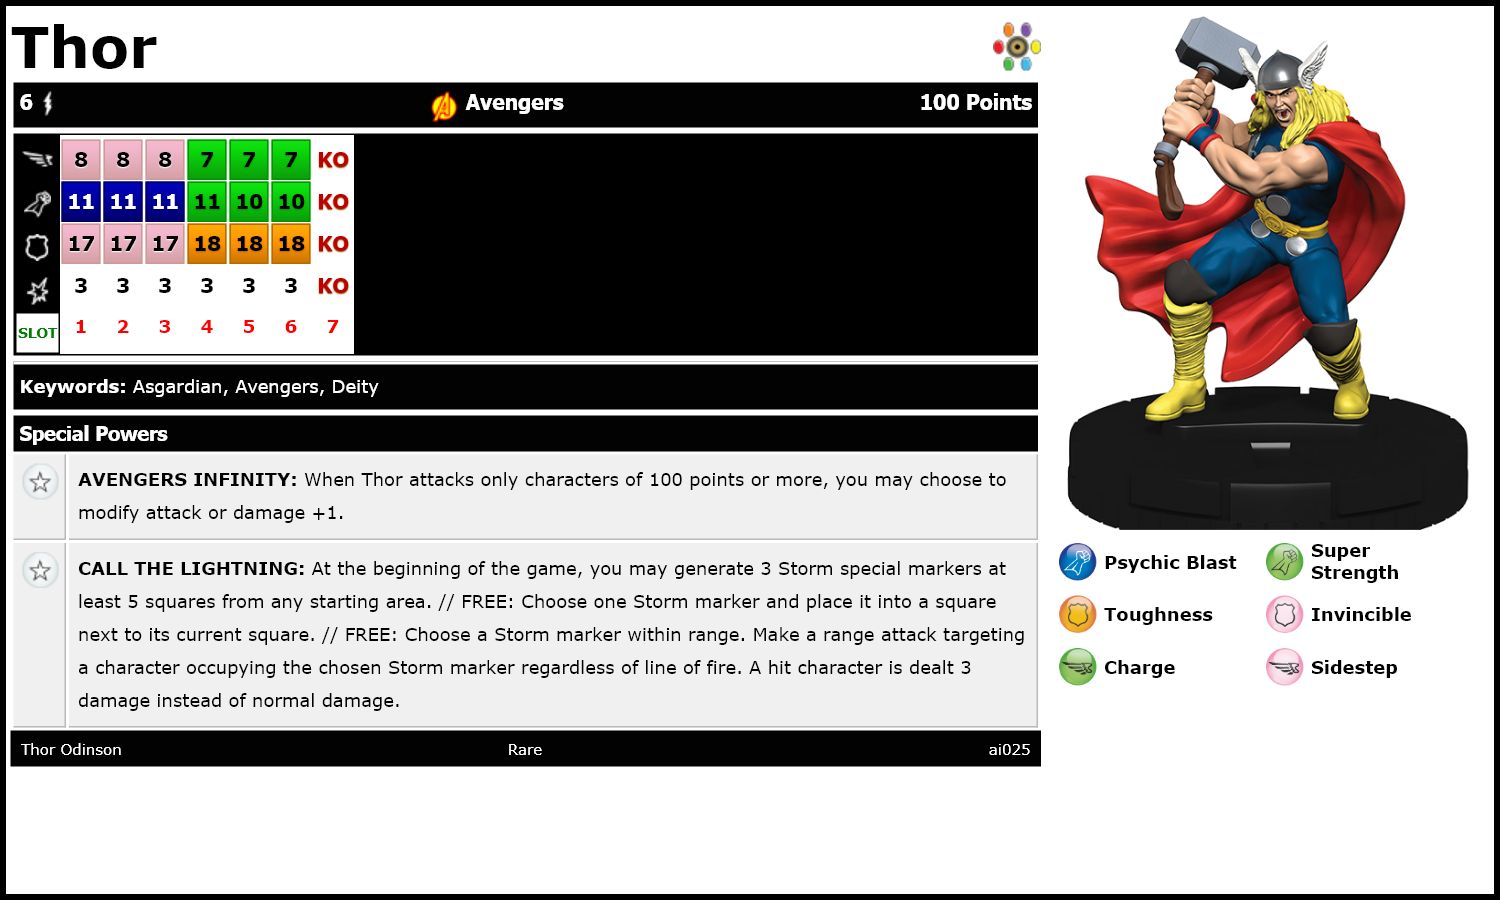 Thor
6 Avengers 100 Points
8 8 8 7 7 7 KO
11 11 11 11 10 10 KO
17 17 17 18 18 18 KO
3 3 3 3 3 3 KO
SLOT 1 2 3 4 5 6 7
Keywords: Asgardian, Avengers, Deity
Special Powers
AVENGERS INFINITY: When Thor attacks only characters of 100 points or more, you may choose to
modify attack or damage +1.
CALL THE LIGHTNING: At the beginning of the game, you may generate 3 Storm special markers at
least 5 squares from any starting area. // FREE: Choose one Storm marker and place it into a square
next to its current square. // FREE: Choose a Storm marker within range. Make a range attack targeting
a character occupying the chosen Storm marker regardless of line of fire. A hit character is dealt 3
damage instead of normal damage.
Thor Odinson Rare ai025
Psychic Blast
Super
Strength
Toughness
Invincible
Charge
Sidestep